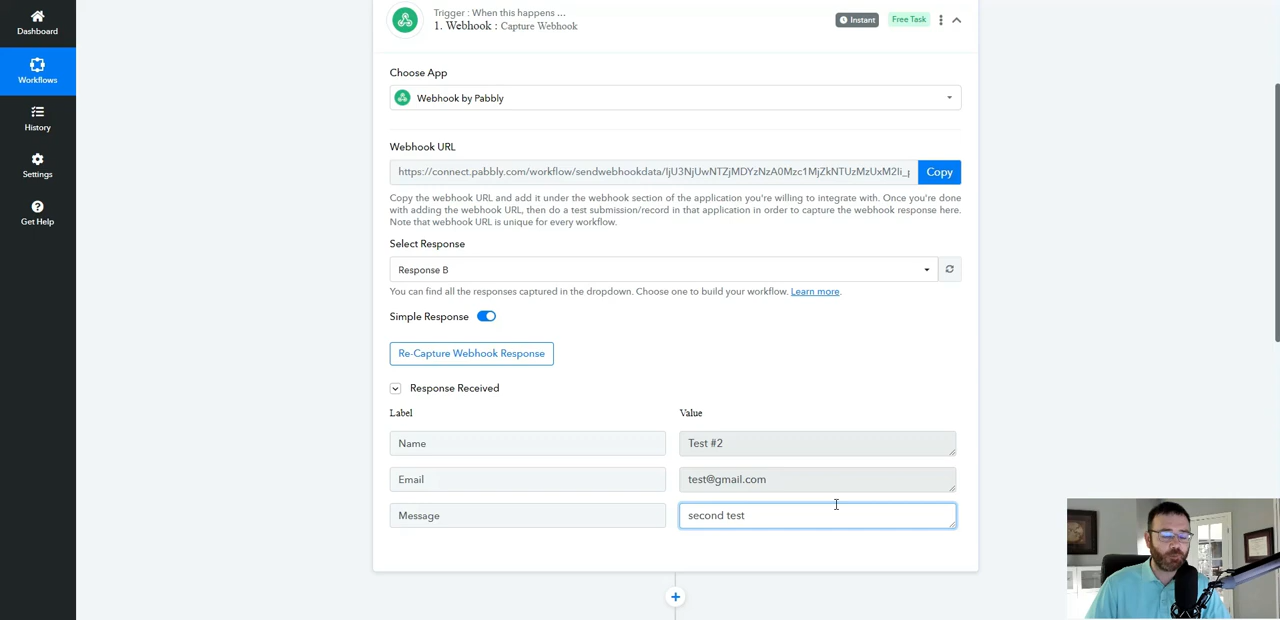 Dashboard
Workflows
History
Settings
Get Help
Trigger : When this happens ...
1. Webhook : Capture Webhook
Instant
Free Task
Choose App
Webhook by Pabbly
Webhook URL
https://connect.pabbly.com/workflow/sendwebhookdata/
Copy
Copy the webhook URL and add it under the webhook section of the application you're willing to integrate with. Once you're done
with adding the webhook URL, then do a test submission/record in that application in order to capture the webhook response here.
Note that webhook URL is unique for every workflow.
Select Response
Response B
You can find all the responses captured in the dropdown. Choose one to build your workflow. Learn more.
Simple Response
Re-Capture Webhook Response
Response Received
Label
Value
Name
Test #2
Email
test@gmail.com
Message
second test